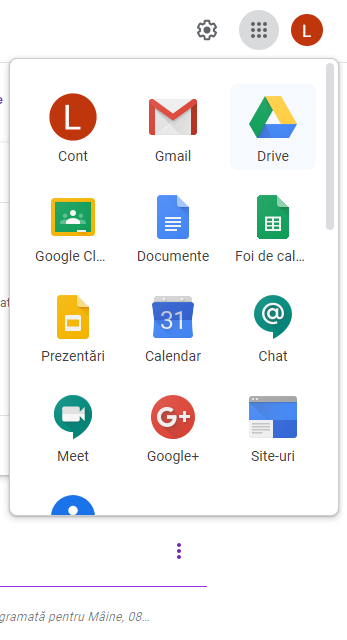 L
L
Cont
Gmail
Drive
Google Cl...
Documente
Foi de cal...
Prezentări
31
Calendar
@
Chat
Meet
G+
Google+
Site-uri
gramată pentru Mâine, 08...